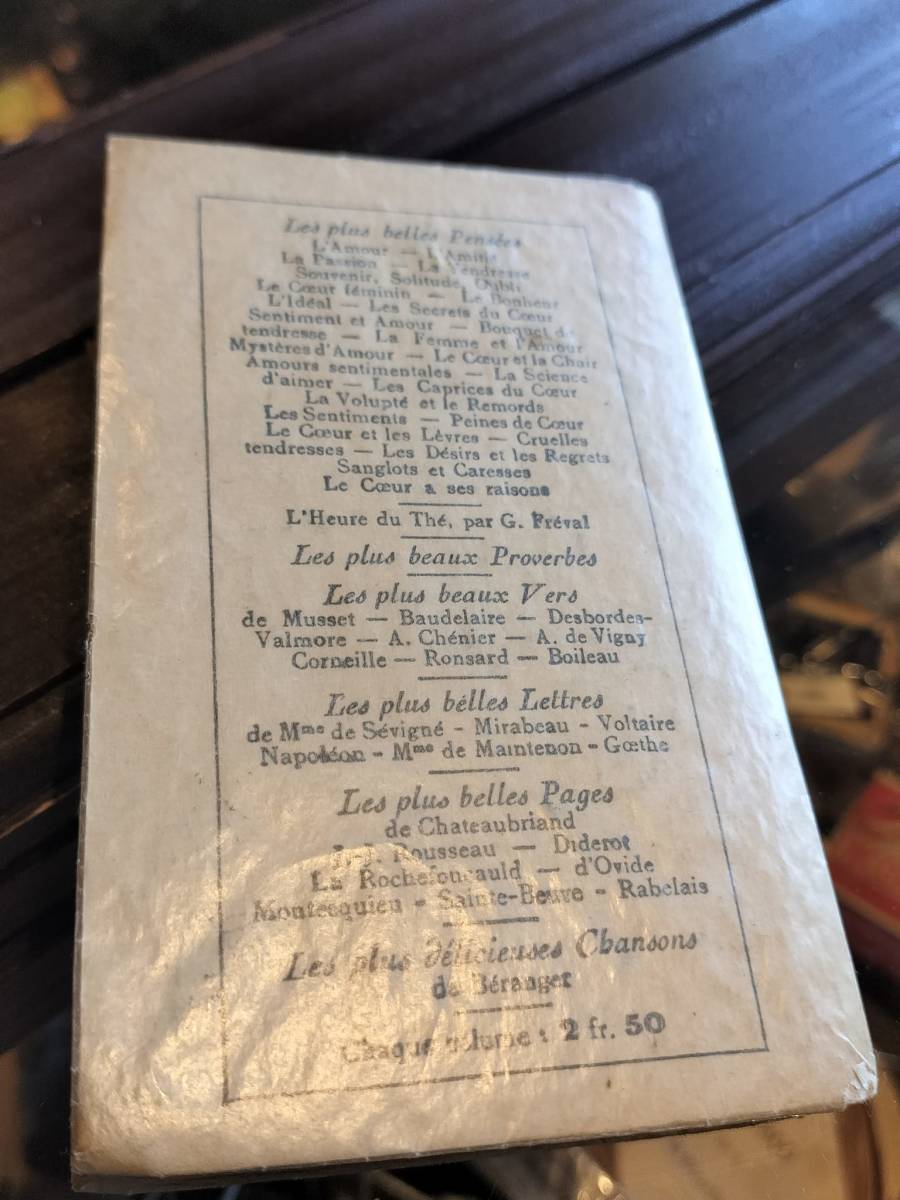 Les plus belles Pensées
L'Amour — L'Amitié
La Passion — La Tendresse
Souvenir, Solitude, Oubli
Le Cœur féminin — Le Bonheur
L'Idéal — Les Secrets du Cœur
Sentiment et Amour — Bouquet de
tendresse — La Femme et l'Amour
Mystères d'Amour — Le Cœur et la Chair
Amours sentimentales — La Science
d'aimer — Les Caprices du Cœur
La Volupté et le Remords
Les Sentiments — Peines de Cœur
Le Cœur et les Lèvres — Cruelles
tendresses — Les Désirs et les Regrets
Sanglots et Caresses
Le Cœur a ses raisons
L'Heure du Thé, par G. Fréval
Les plus beaux Proverbes
Les plus beaux Vers
de Musset — Baudelaire — Desbordes-
Valmore — A. Chénier — A. de Vigny
Corneille — Ronsard — Boileau
Les plus belles Lettres
de Mme de Sévigné - Mirabeau - Voltaire
Napoléon - Mme de Maintenon - Gœthe
Les plus belles Pages
de Chateaubriand
J.-J. Rousseau — Diderot
La Rochefoucauld — d'Ovide
Montesquieu - Sainte-Beuve - Rabelais
Les plus délicieuses Chansons
de Béranger
Chaque volume : 2 fr. 50